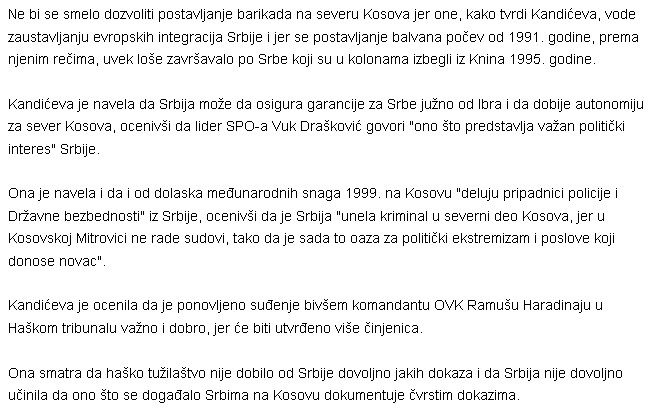 Ne bi se smelo dozvoliti postavljanje barikada na severu Kosova jer one, kako tvrdi Kandićeva, vode
zaustavljanju evropskih integracija Srbije i jer se postavljanje balvana počev od 1991. godine, prema
njenim rečima, uvek loše završavalo po Srbe koji su u kolonama izbegli iz Knina 1995. godine.
Kandićeva je navela da Srbija može da osigura garancije za Srbe južno od Ibra i da dobije autonomiju
za sever Kosova, ocenivši da lider SPO-a Vuk Drašković govori "ono što predstavlja važan politički
interes" Srbije.
Ona je navela i da i od dolaska međunarodnih snaga 1999. na Kosovu "deluju pripadnici policije i
Državne bezbednosti" iz Srbije, ocenivši da je Srbija "unela kriminal u severni deo Kosova, jer u
Kosovskoj Mitrovici ne rade sudovi, tako da je sada to oaza za politički ekstremizam i poslove koji
donose novac".
Kandićeva je ocenila da je ponovljeno suđenje bivšem komandantu OVK Ramušu Haradinaju u
Haškom tribunalu važno i dobro, jer će biti utvrđeno više činjenica.
Ona smatra da haško tužilaštvo nije dobilo od Srbije dovoljno jakih dokaza i da Srbija nije dovoljno
učinila da ono što se događalo Srbima na Kosovu dokumentuje čvrstim dokazima.